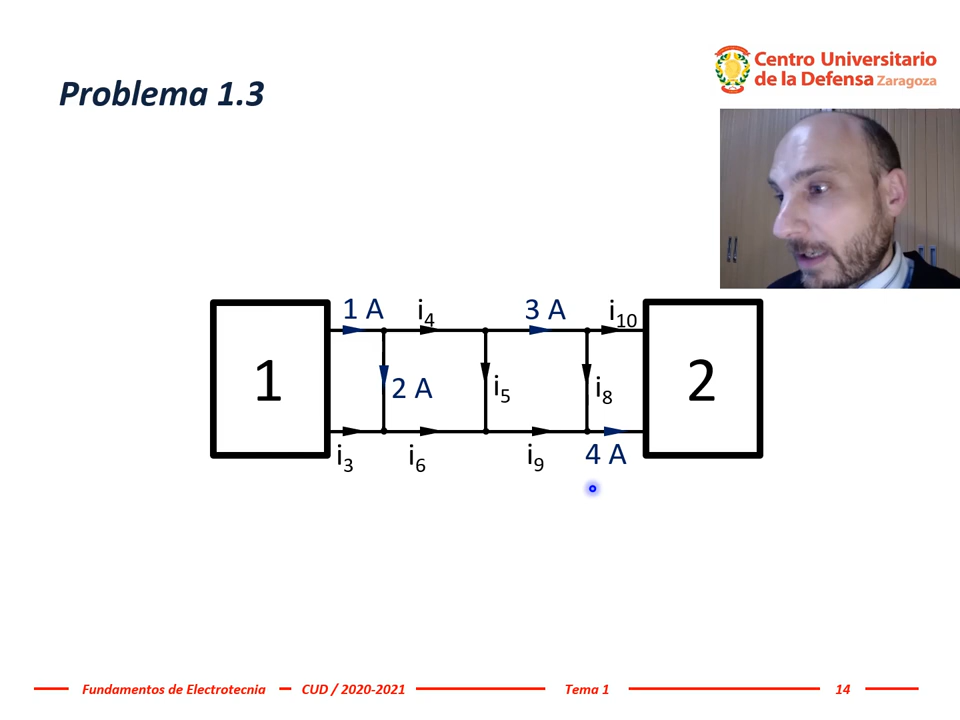 Problema 1.3
Centro Universitario
de la Defensa Zaragoza
1 A i4 3 A i10
1 2 A i5 i8 2
i3 i6 i9 4 A
Fundamentos de Electrotecnia CUD / 2020-2021 Tema 1 14